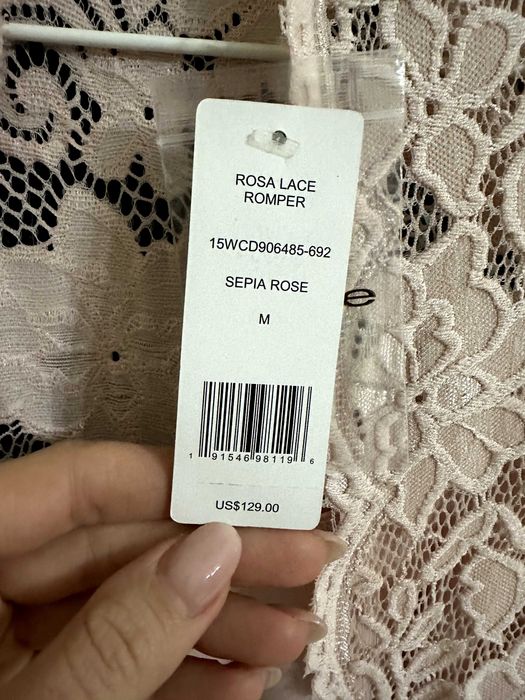 ROSA LACE
ROMPER
15WCD906485-692
SEPIA ROSE
M
1 91546 98119 6
US$129.00
e